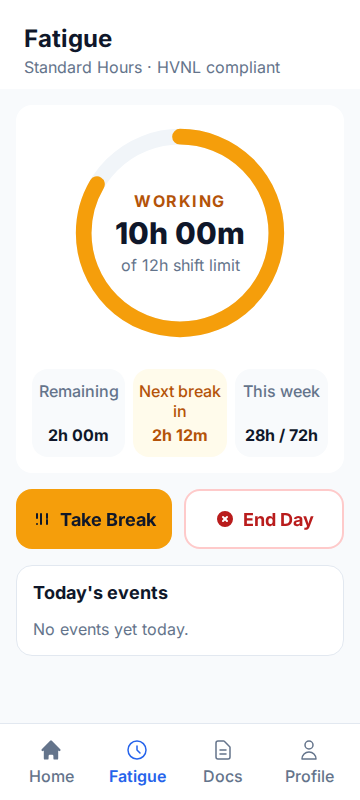 Fatigue
Standard Hours · HVNL compliant
WORKING
10h 00m
of 12h shift limit
Remaining
2h 00m
Next break
in
2h 12m
This week
28h / 72h
Take Break
End Day
Today's events
No events yet today.
Home
Fatigue
Docs
Profile